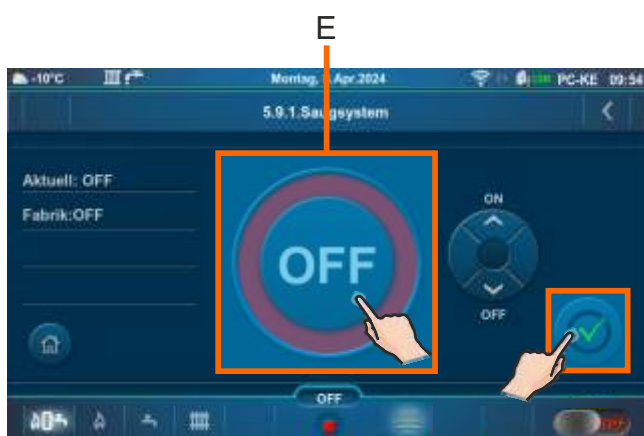 E
-10°C Montag, Apr.2024 PC-KE 09:54
5.9.1.Saugsystem
Aktuell: OFF
Fabrik:OFF
OFF
ON
OFF
OFF